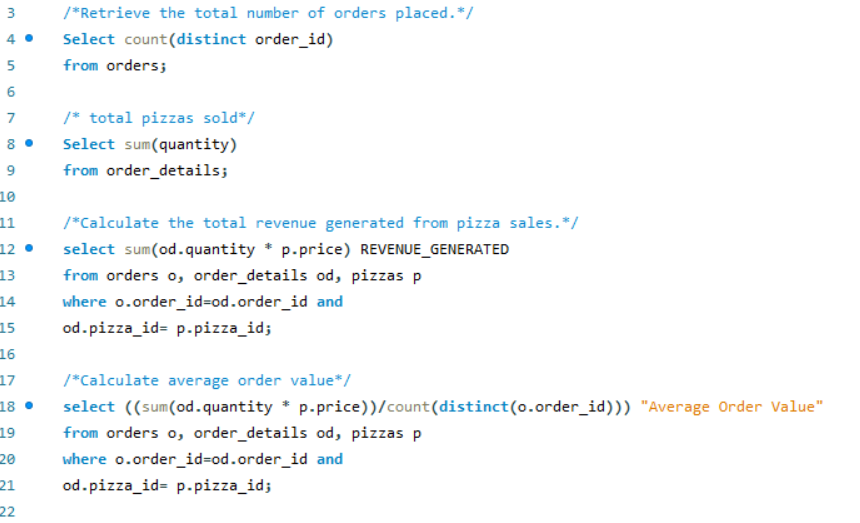 3 /*Retrieve the total number of orders placed.*/
4 Select count(distinct order_id)
5 from orders;
6
7 /* total pizzas sold*/
8 Select sum(quantity)
9 from order_details;
10
11 /*Calculate the total revenue generated from pizza sales.*/
12 select sum(od.quantity * p.price) REVENUE_GENERATED
13 from orders o, order_details od, pizzas p
14 where o.order_id=od.order_id and
15 od.pizza_id= p.pizza_id;
16
17 /*Calculate average order value*/
18 select ((sum(od.quantity * p.price))/count(distinct(o.order_id))) "Average Order Value"
19 from orders o, order_details od, pizzas p
20 where o.order_id=od.order_id and
21 od.pizza_id= p.pizza_id;
22